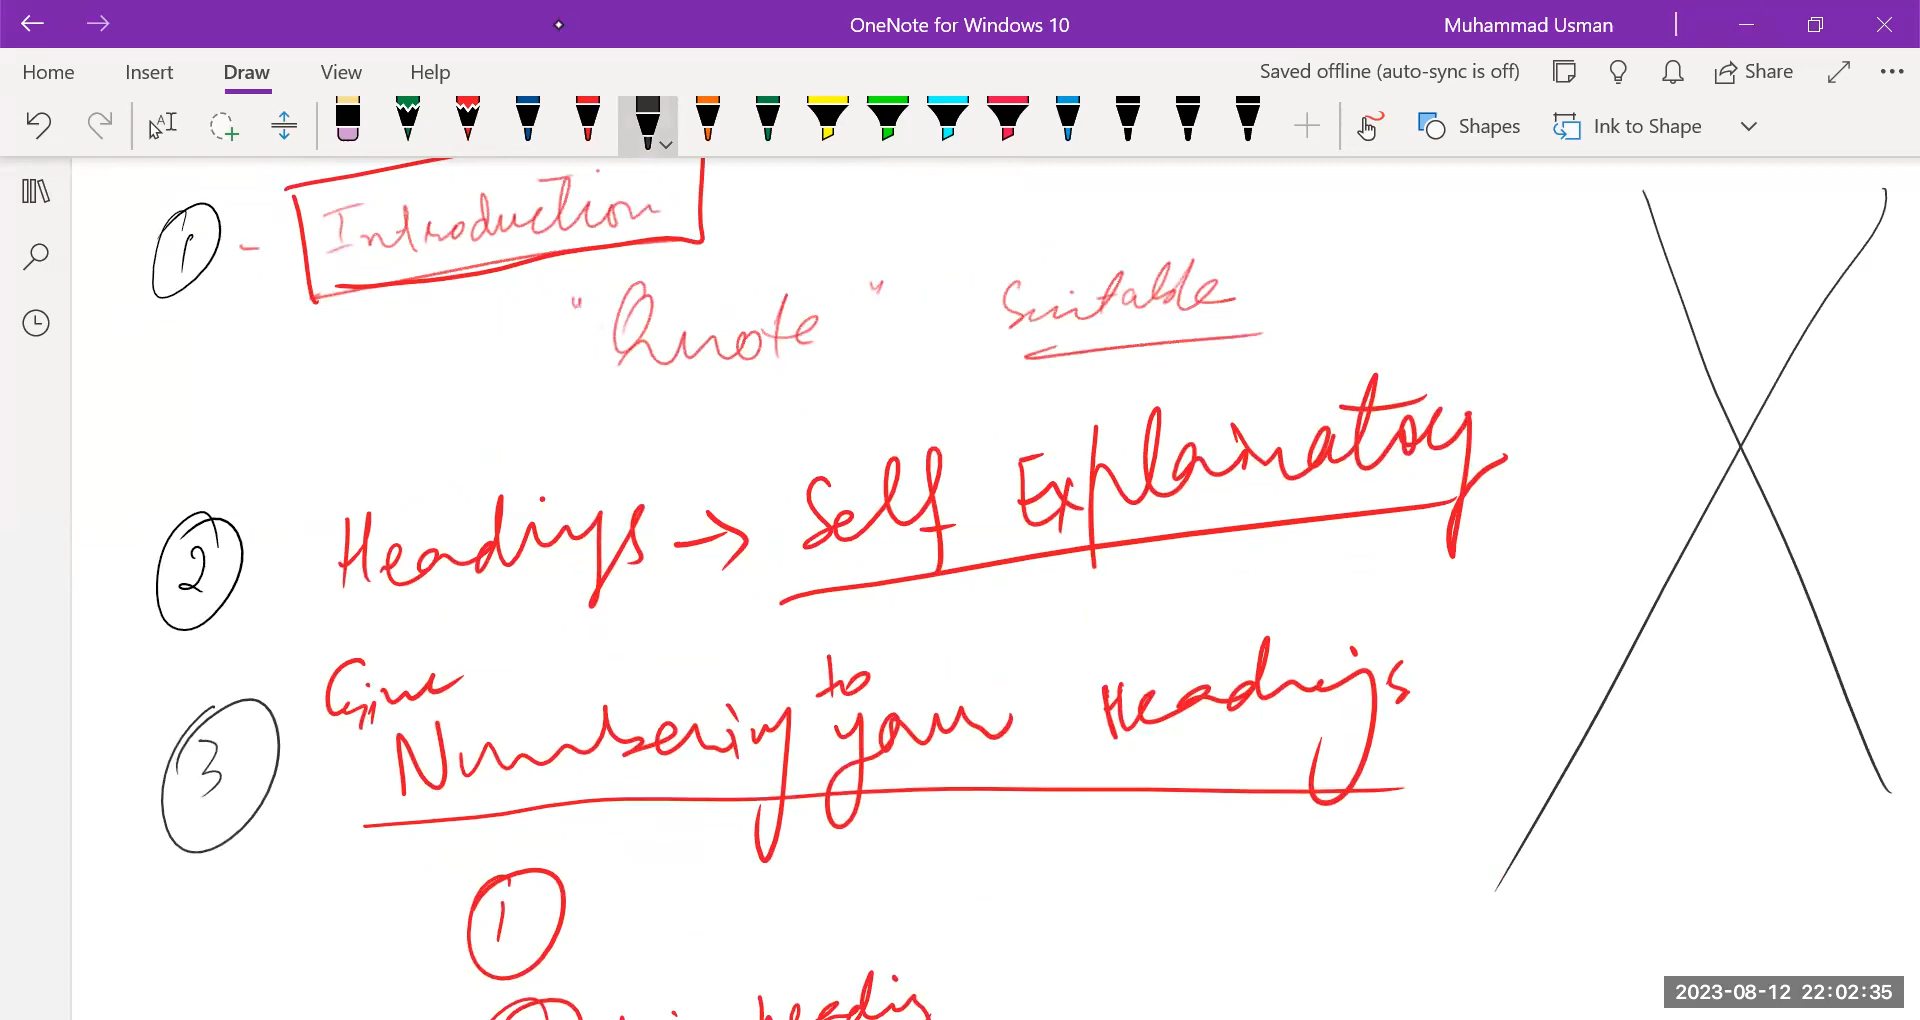 OneNote for Windows 10
Muhammad Usman
Home Insert Draw View Help
Saved offline (auto-sync is off)
Share
Shapes
Ink to Shape
1 - Introduction
"Quote" Suitable
2 Headings → Self Explainatory
3 Give Numbering to your Headings
1
heading
2023-08-12 22:02:35